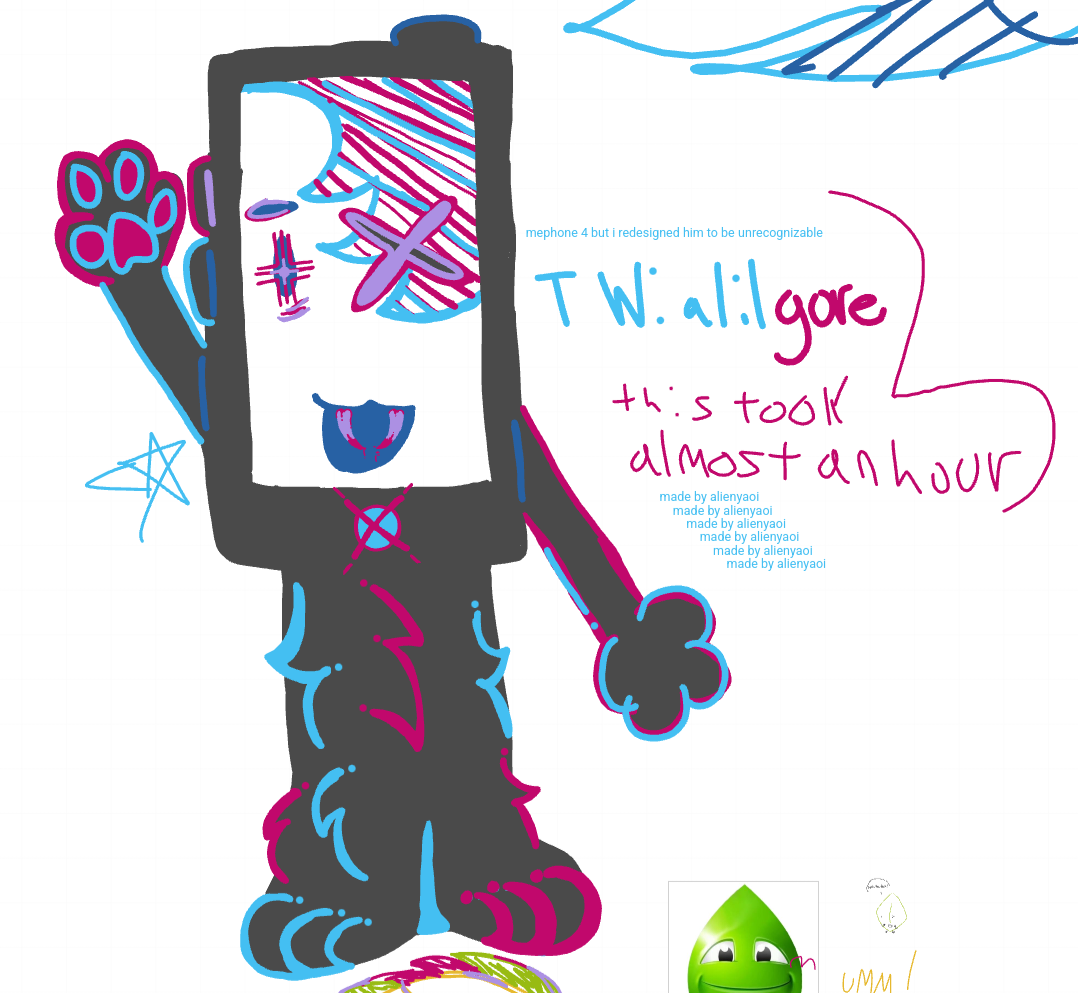 mephone 4 but i redesigned him to be unrecognizable
TW: a lil gore
this took
almost an hour
made by alienyaoi
made by alienyaoi
made by alienyaoi
made by alienyaoi
made by alienyaoi
made by alienyaoi
umm